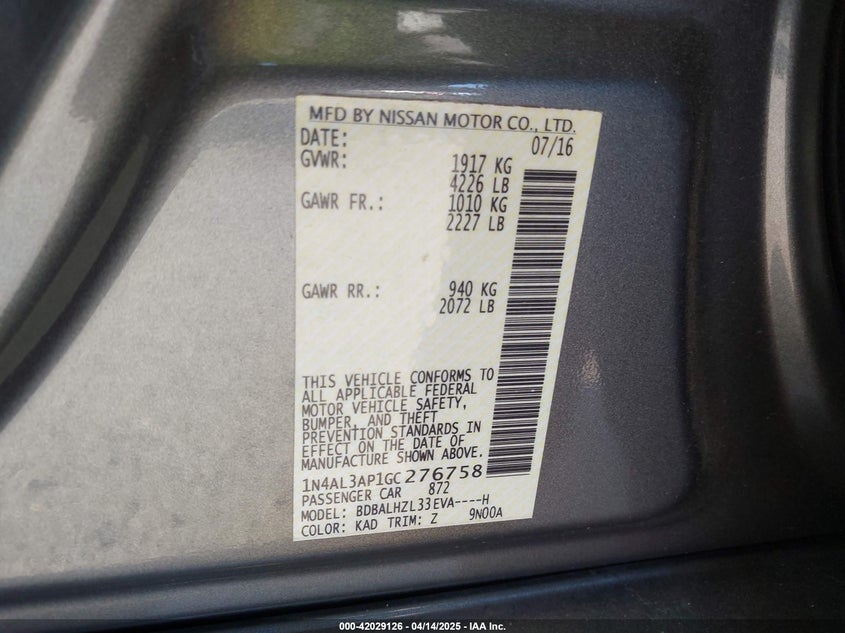 MFD BY NISSAN MOTOR CO., LTD.
DATE: 07/16
GVWR: 1917 KG
4226 LB
GAWR FR.: 1010 KG
2227 LB
GAWR RR.: 940 KG
2072 LB
THIS VEHICLE CONFORMS TO
ALL APPLICABLE FEDERAL
MOTOR VEHICLE SAFETY,
BUMPER, AND THEFT
PREVENTION STANDARDS IN
EFFECT ON THE DATE OF
MANUFACTURE SHOWN ABOVE.
1N4AL3AP1GC276758
PASSENGER CAR 872
MODEL: BDBALHZL33EVA----H
COLOR: KAD TRIM: Z 9N00A
000-42029126 - 04/14/2025 - IAA Inc.